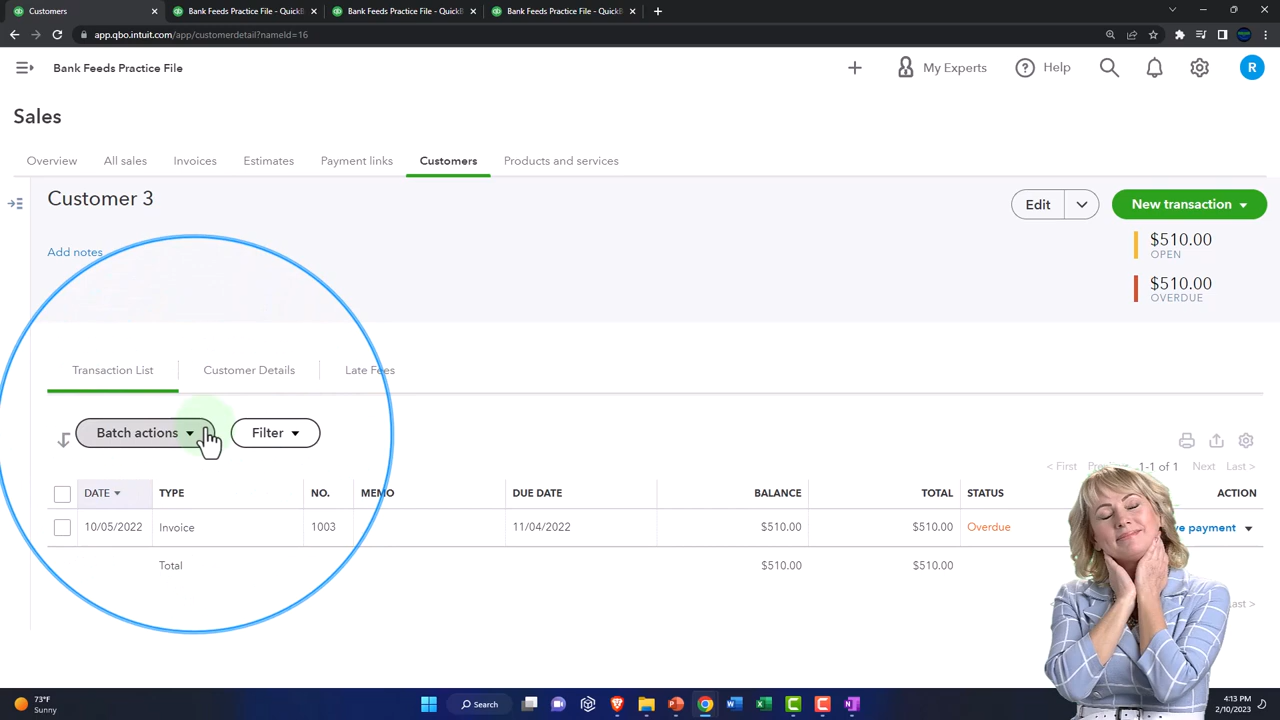 Customers
Bank Feeds Practice File - QuickB
Bank Feeds Practice File - QuickB
Bank Feeds Practice File - QuickB
app.qbo.intuit.com/app/customerdetail?nameId=16
Bank Feeds Practice File
My Experts
Help
R
Sales
Overview
All sales
Invoices
Estimates
Payment links
Customers
Products and services
Customer 3
Edit
New transaction
$510.00
OPEN
Add notes
$510.00
OVERDUE
Transaction List
Customer Details
Late Fees
Batch actions
Filter
< First
1-1 of 1
Next
Last >
DATE
TYPE
NO.
MEMO
DUE DATE
BALANCE
TOTAL
STATUS
ACTION
10/05/2022
Invoice
1003
11/04/2022
$510.00
$510.00
Overdue
ve payment
Total
$510.00
$510.00
Last >
73°F
Sunny
Search
4:13 PM
2/10/2023